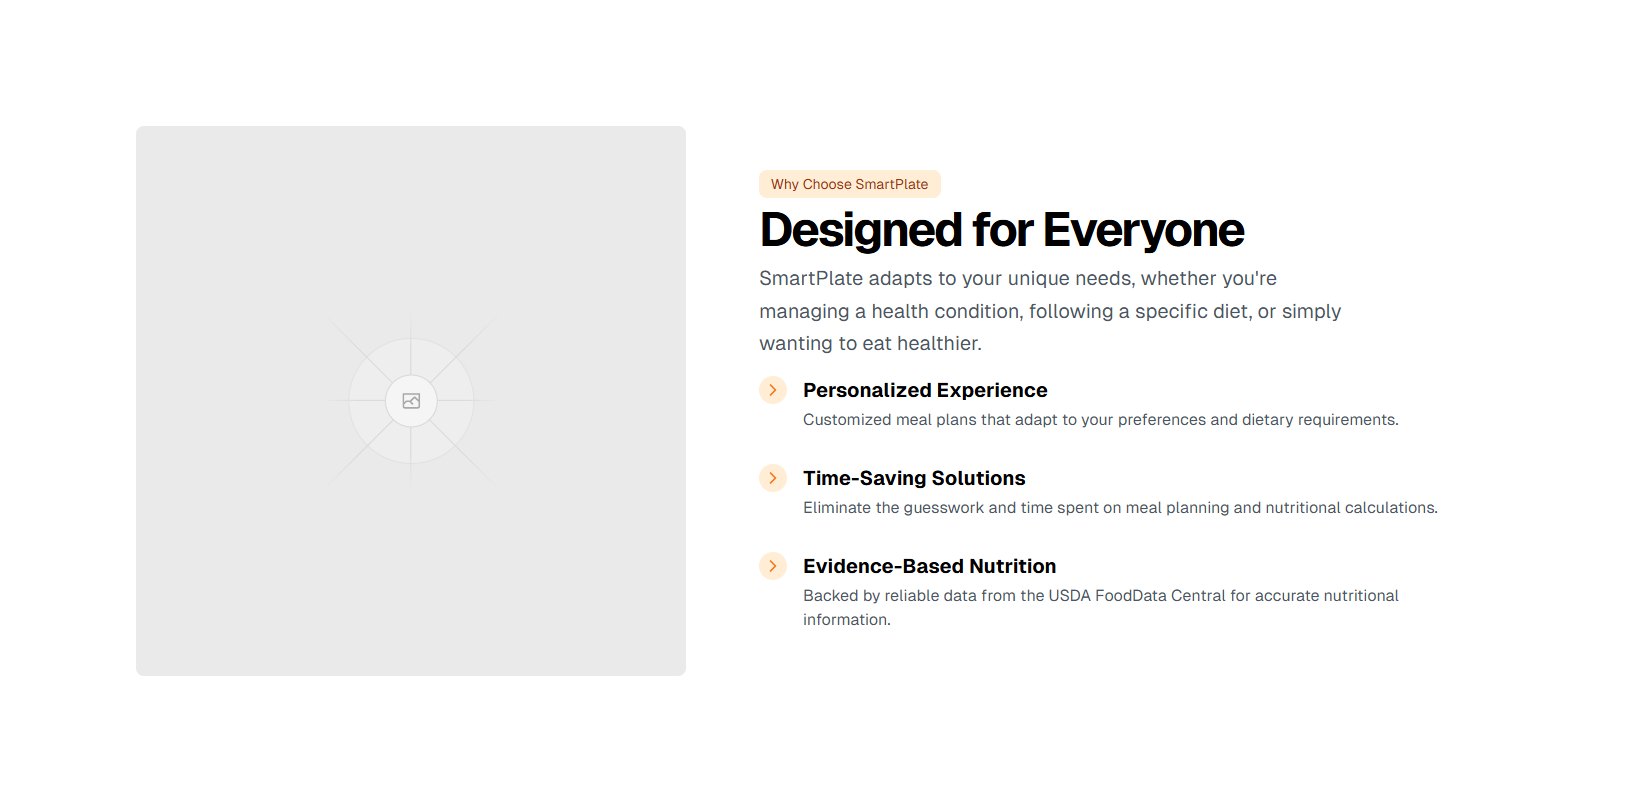 Why Choose SmartPlate
Designed for Everyone
SmartPlate adapts to your unique needs, whether you're
managing a health condition, following a specific diet, or simply
wanting to eat healthier.
Personalized Experience
Customized meal plans that adapt to your preferences and dietary requirements.
Time-Saving Solutions
Eliminate the guesswork and time spent on meal planning and nutritional calculations.
Evidence-Based Nutrition
Backed by reliable data from the USDA FoodData Central for accurate nutritional
information.